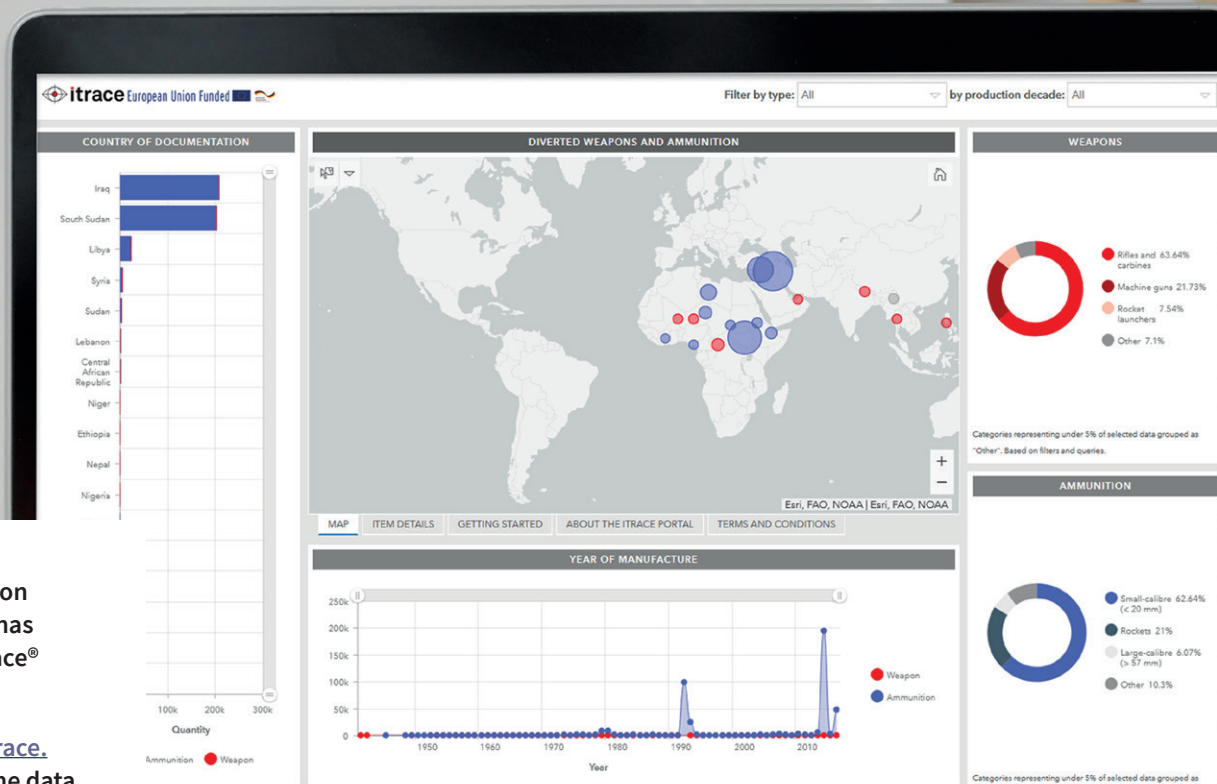 itrace European Union Funded
Filter by type: All
by production decade: All
COUNTRY OF DOCUMENTATION
Iraq
South Sudan
Libya
Syria
Sudan
Lebanon
Central
African
Republic
Niger
Ethiopia
Nepal
Nigeria
100k 200k 300k
Quantity
Ammunition Weapon
on
has
ace®
race.
he data
DIVERTED WEAPONS AND AMMUNITION
Esri, FAO, NOAA | Esri, FAO, NOAA
+
−
MAP ITEM DETAILS GETTING STARTED ABOUT THE ITRACE PORTAL TERMS AND CONDITIONS
YEAR OF MANUFACTURE
250k
200k
150k
100k
50k
0
1950 1960 1970 1980 1990 2000 2010
Year
Weapon
Ammunition
WEAPONS
Rifles and 63.64%
carbines
Machine guns 21.73%
Rocket 7.54%
launchers
Other 7.1%
Categories representing under 5% of selected data grouped as
"Other". Based on filters and queries.
AMMUNITION
Small-calibre 62.64%
(< 20 mm)
Rockets 21%
Large-calibre 6.07%
(> 57 mm)
Other 10.3%
Categories representing under 5% of selected data grouped as